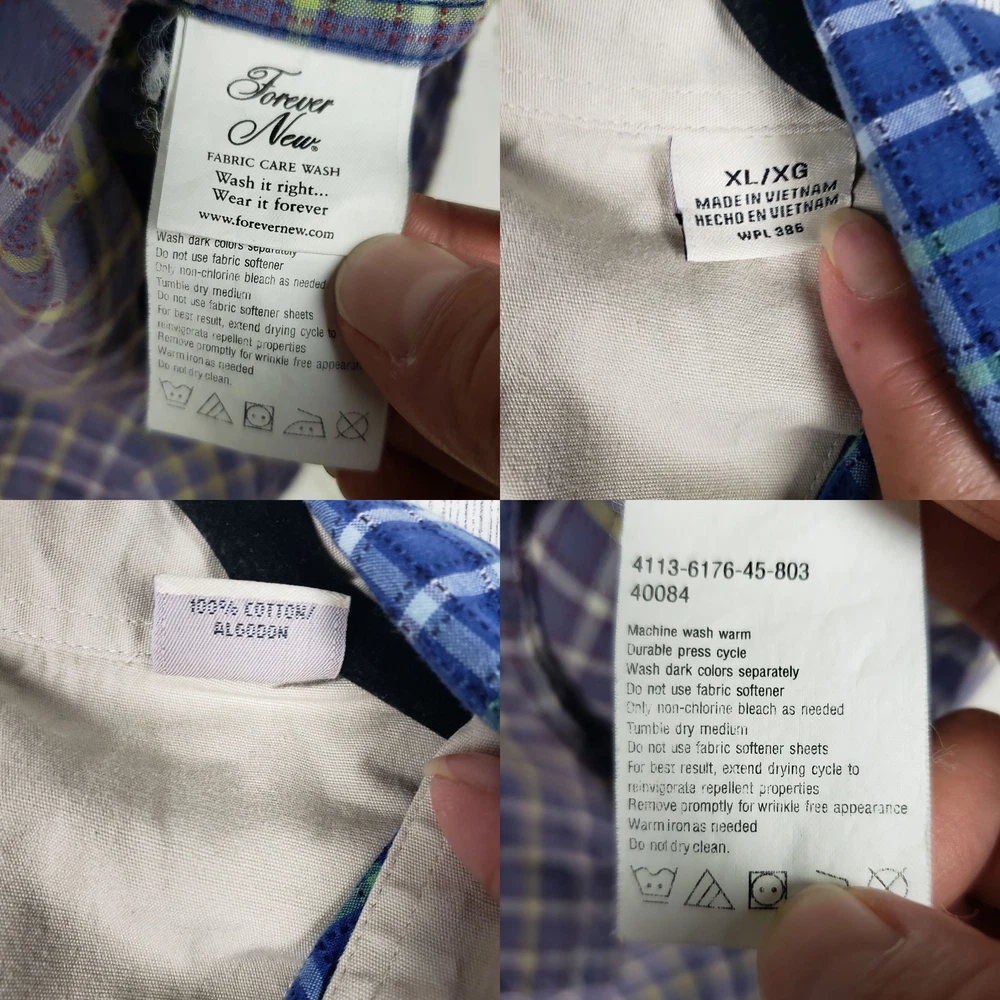 Forever
New®
FABRIC CARE WASH
Wash it right...
Wear it forever
www.forevernew.com
Wash dark colors separately
Do not use fabric softener
Only non-chlorine bleach as needed
Tumble dry medium
Do not use fabric softener sheets
For best result, extend drying cycle to
reinvigorate repellent properties
Remove promptly for wrinkle free appearan
Warm iron as needed
Do not dry clean.
XL/XG
MADE IN VIETNAM
HECHO EN VIETNAM
WPL 386
100% COTTON/
ALGODON
4113-6176-45-803
40084
Machine wash warm
Durable press cycle
Wash dark colors separately
Do not use fabric softener
Only non-chlorine bleach as needed
Tumble dry medium
Do not use fabric softener sheets
For best result, extend drying cycle to
reinvigorate repellent properties
Remove promptly for wrinkle free appearance
Warm iron as needed
Do not dry clean.